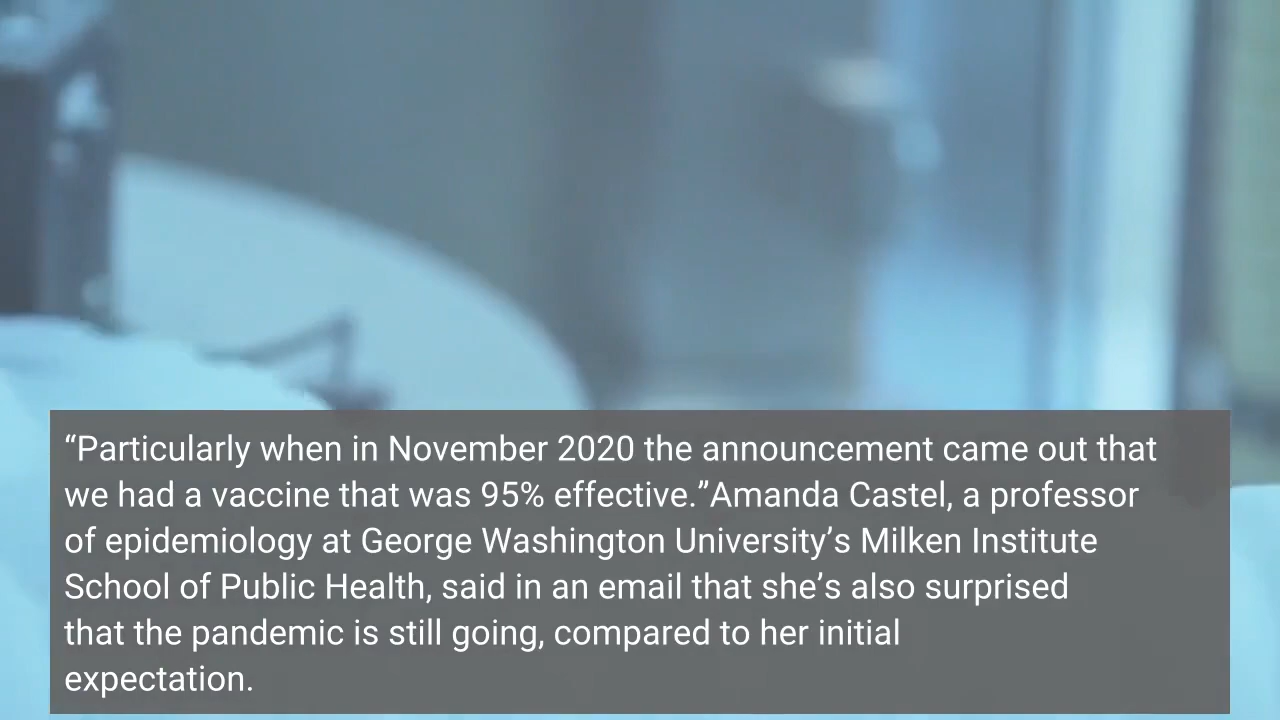 “Particularly when in November 2020 the announcement came out that
we had a vaccine that was 95% effective.”Amanda Castel, a professor
of epidemiology at George Washington University’s Milken Institute
School of Public Health, said in an email that she’s also surprised
that the pandemic is still going, compared to her initial
expectation.